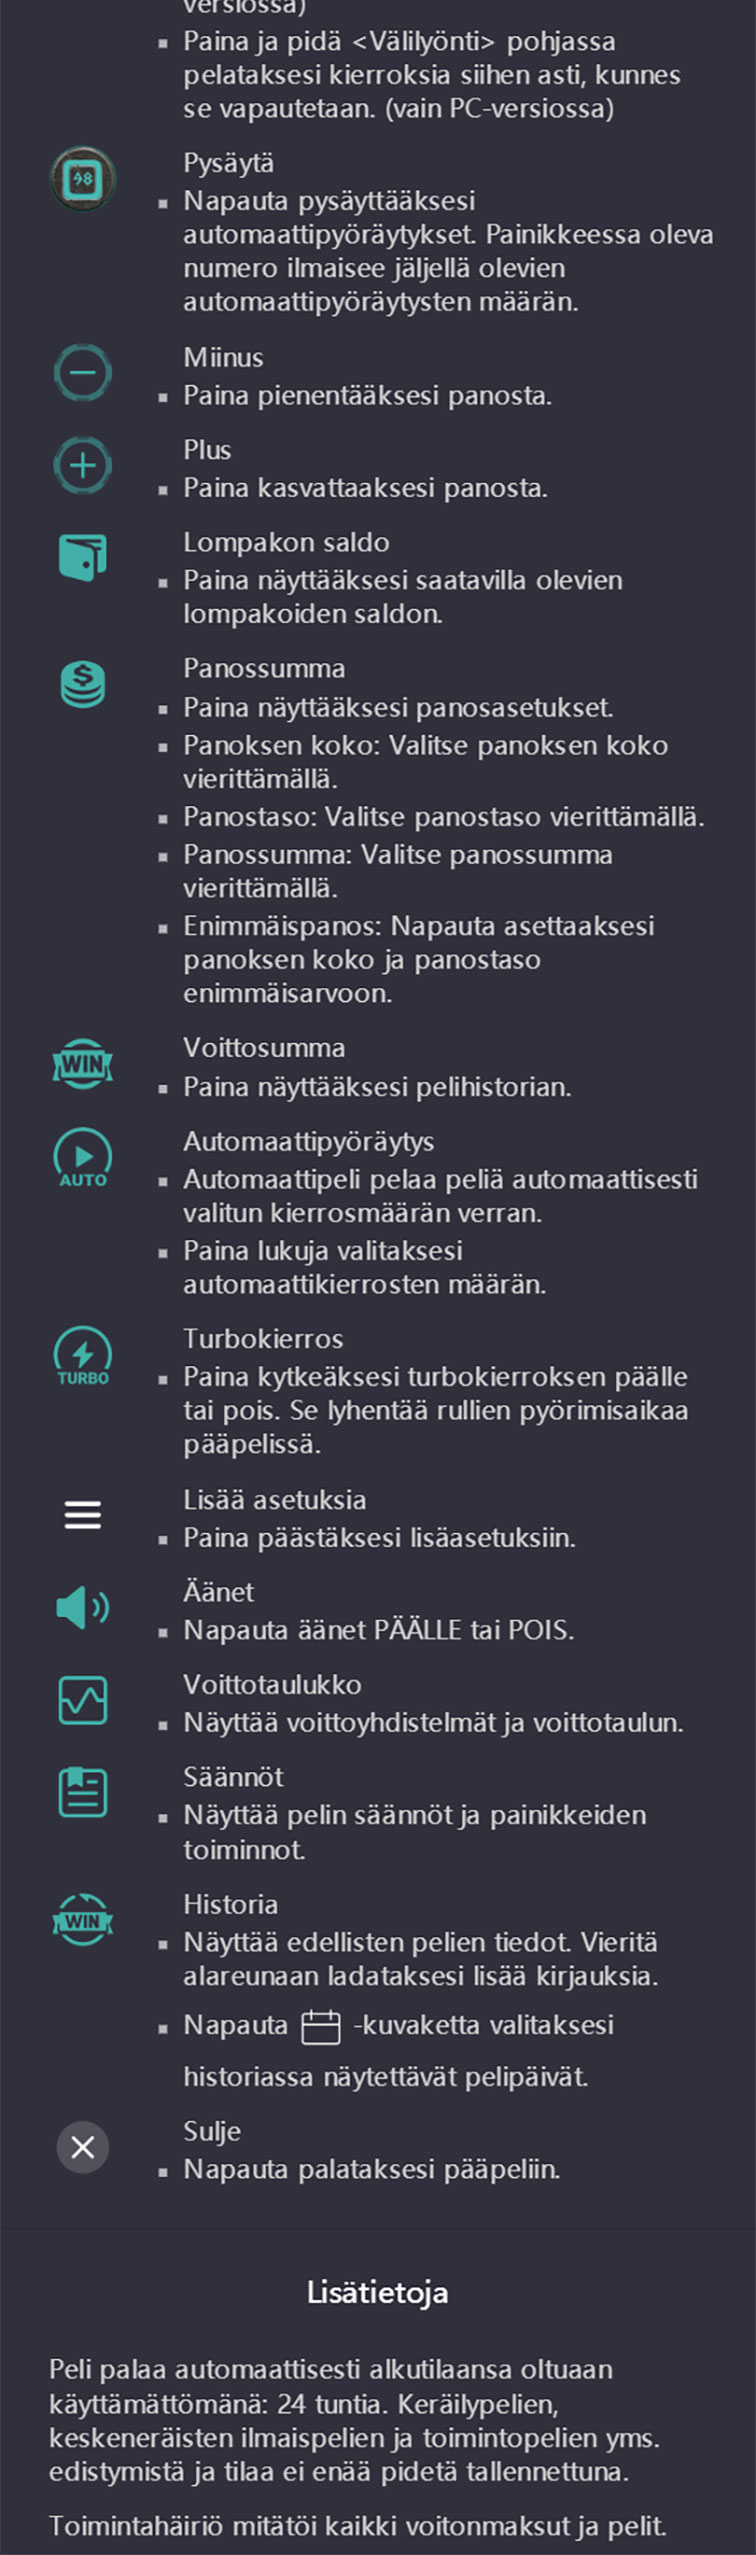 versiossa)
▪ Paina ja pidä <Välilyönti> pohjassa
pelataksesi kierroksia siihen asti, kunnes
se vapautetaan. (vain PC-versiossa)
48
Pysäytä
▪ Napauta pysäyttääksesi
automaattipyöräytykset. Painikkeessa oleva
numero ilmaisee jäljellä olevien
automaattipyöräytysten määrän.
Miinus
▪ Paina pienentääksesi panosta.
Plus
▪ Paina kasvattaaksesi panosta.
Lompakon saldo
▪ Paina näyttääksesi saatavilla olevien
lompakoiden saldon.
$
Panossumma
▪ Paina näyttääksesi panosasetukset.
▪ Panoksen koko: Valitse panoksen koko
vierittämällä.
▪ Panostaso: Valitse panostaso vierittämällä.
▪ Panossumma: Valitse panossumma
vierittämällä.
▪ Enimmäispanos: Napauta asettaaksesi
panoksen koko ja panostaso
enimmäisarvoon.
WIN
Voittosumma
▪ Paina näyttääksesi pelihistorian.
AUTO
Automaattipyöräytys
▪ Automaattipeli pelaa peliä automaattisesti
valitun kierrosmäärän verran.
▪ Paina lukuja valitaksesi
automaattikierrosten määrän.
TURBO
Turbokierros
▪ Paina kytkeäksesi turbokierroksen päälle
tai pois. Se lyhentää rullien pyörimisaikaa
pääpelissä.
Lisää asetuksia
▪ Paina päästäksesi lisäasetuksiin.
Äänet
▪ Napauta äänet PÄÄLLE tai POIS.
Voittotaulukko
▪ Näyttää voittoyhdistelmät ja voittotaulun.
Säännöt
▪ Näyttää pelin säännöt ja painikkeiden
toiminnot.
WIN
Historia
▪ Näyttää edellisten pelien tiedot. Vieritä
alareunaan ladataksesi lisää kirjauksia.
▪ Napauta -kuvaketta valitaksesi
historiassa näytettävät pelipäivät.
Sulje
▪ Napauta palataksesi pääpeliin.
Lisätietoja
Peli palaa automaattisesti alkutilaansa oltuaan
käyttämättömänä: 24 tuntia. Keräilypelien,
keskeneräisten ilmaispelien ja toimintopelien yms.
edistymistä ja tilaa ei enää pidetä tallennettuna.
Toimintahäiriö mitätöi kaikki voitonmaksut ja pelit.